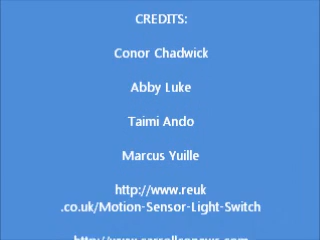 CREDITS:
Conor Chadwick
Abby Luke
Taimi Ando
Marcus Yuille
http://www.reuk
.co.uk/Motion-Sensor-Light-Switch